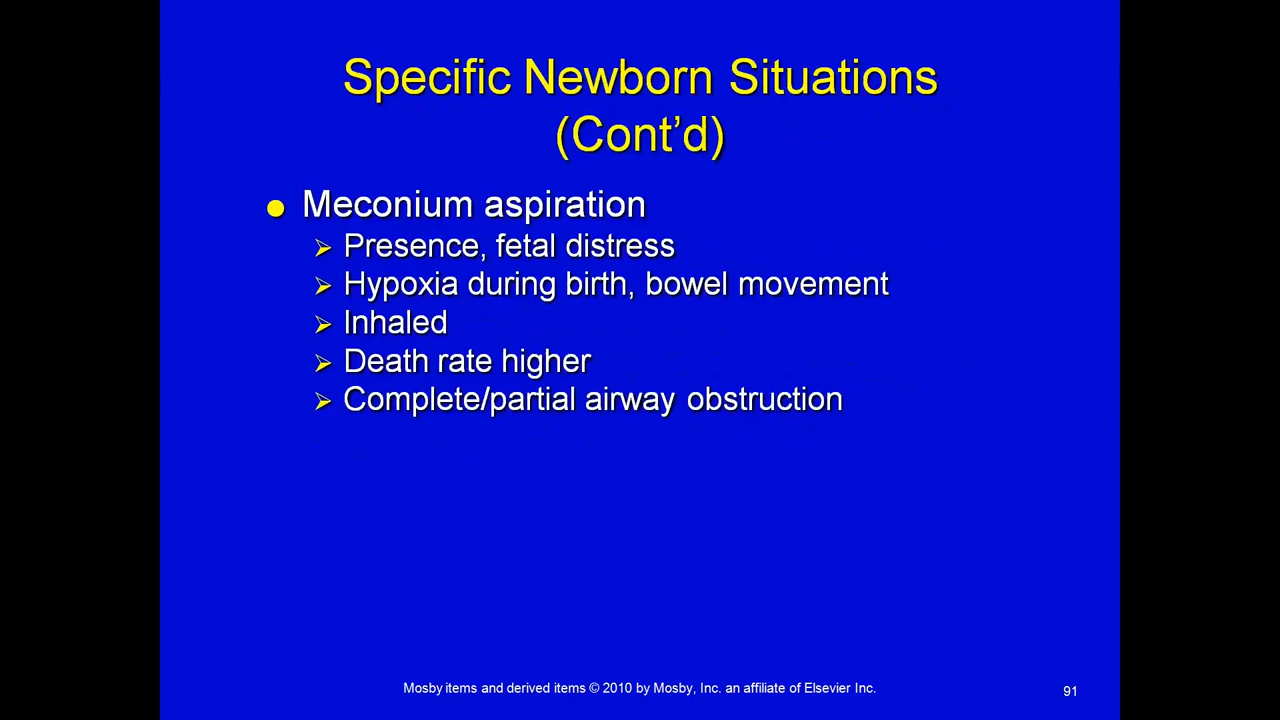 Specific Newborn Situations
(Cont’d)
Meconium aspiration
Presence, fetal distress
Hypoxia during birth, bowel movement
Inhaled
Death rate higher
Complete/partial airway obstruction
Mosby items and derived items © 2010 by Mosby, Inc. an affiliate of Elsevier Inc.
91